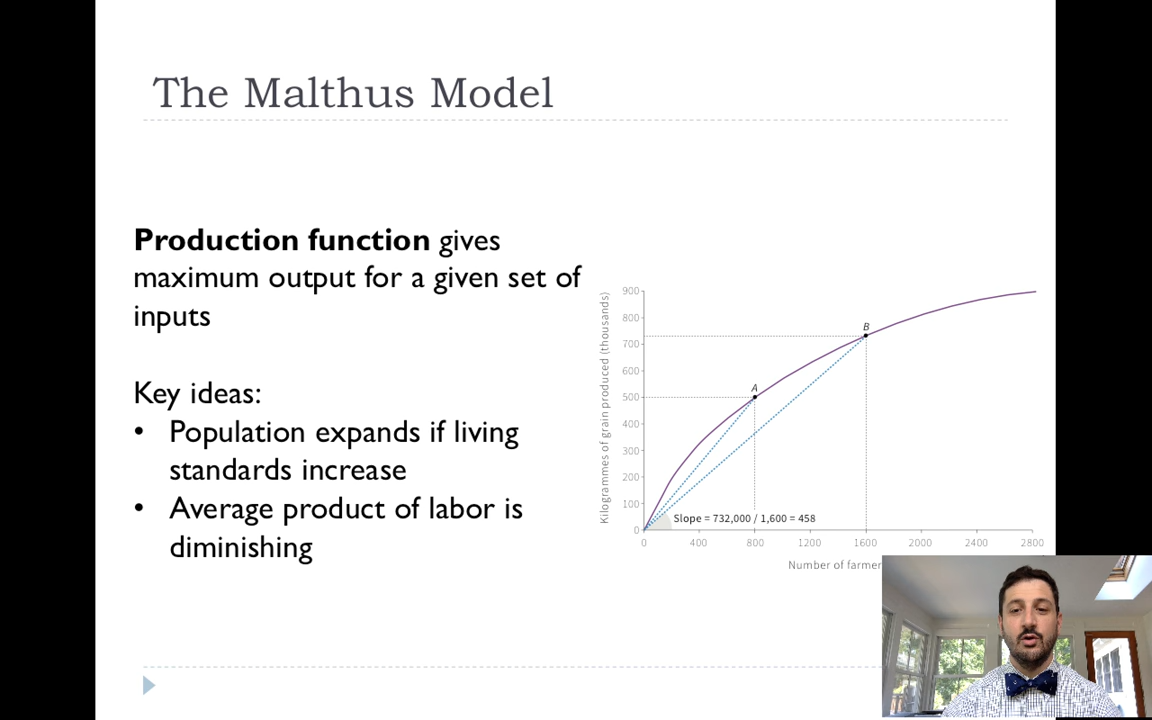 The Malthus Model
Production function gives
maximum output for a given set of
inputs
Key ideas:
• Population expands if living
standards increase
• Average product of labor is
diminishing
Kilogrammes of grain produced (thousands)
900
800
700
600
500
400
300
200
100
0
A
B
Slope = 732,000 / 1,600 = 458
0 400 800 1200 1600 2000 2400 2800
Number of farmer